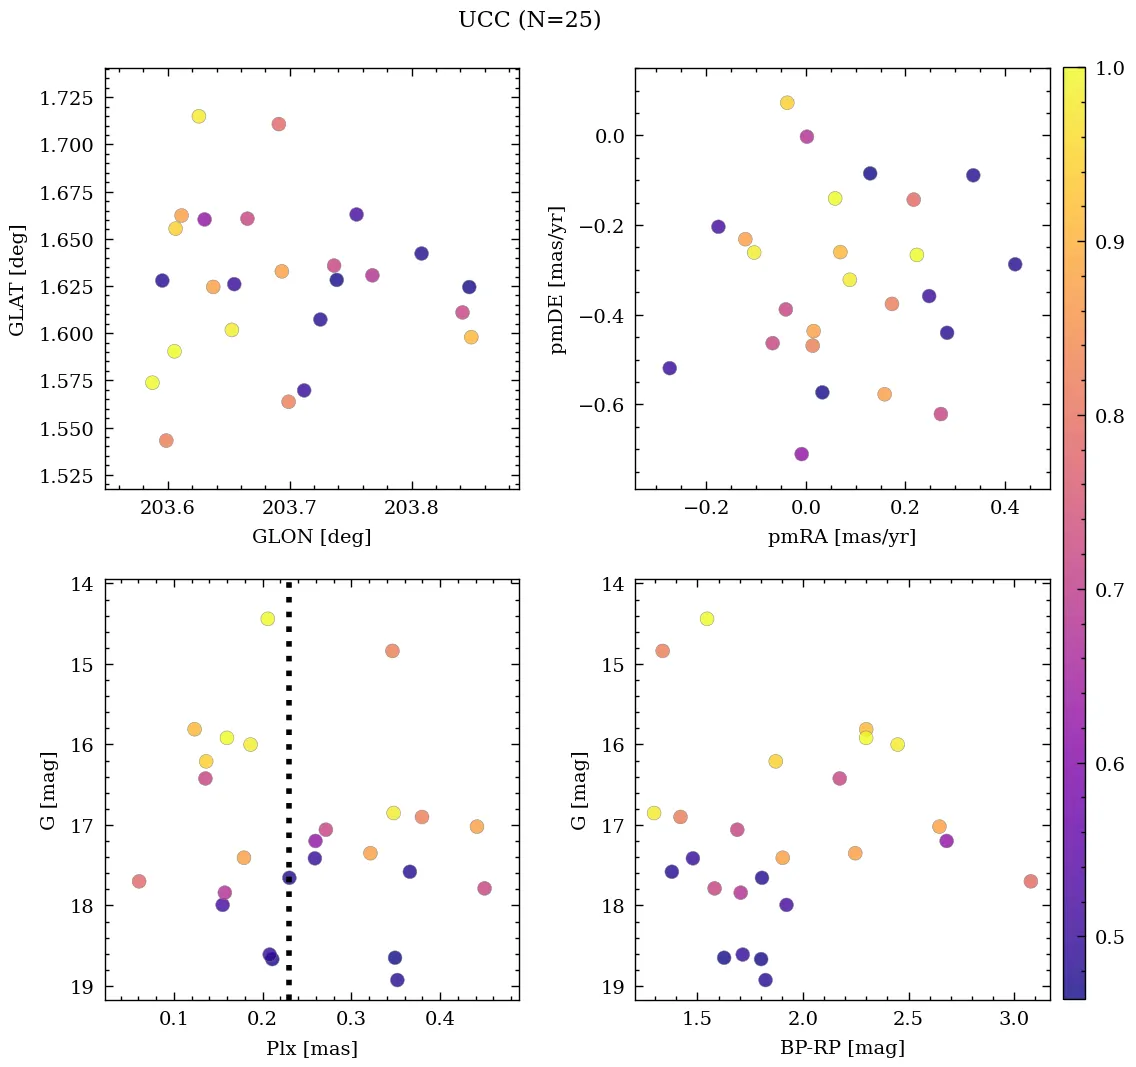 UCC (N=25)
1.725
1.700
1.675
1.650
1.625
1.600
1.575
1.550
1.525
GLAT [deg]
203.6 203.7 203.8
GLON [deg]
0.0
−0.2
−0.4
−0.6
pmDE [mas/yr]
−0.2 0.0 0.2 0.4
pmRA [mas/yr]
14
15
16
17
18
19
G [mag]
0.1 0.2 0.3 0.4
Plx [mas]
14
15
16
17
18
19
G [mag]
1.5 2.0 2.5 3.0
BP-RP [mag]
1.0
0.9
0.8
0.7
0.6
0.5